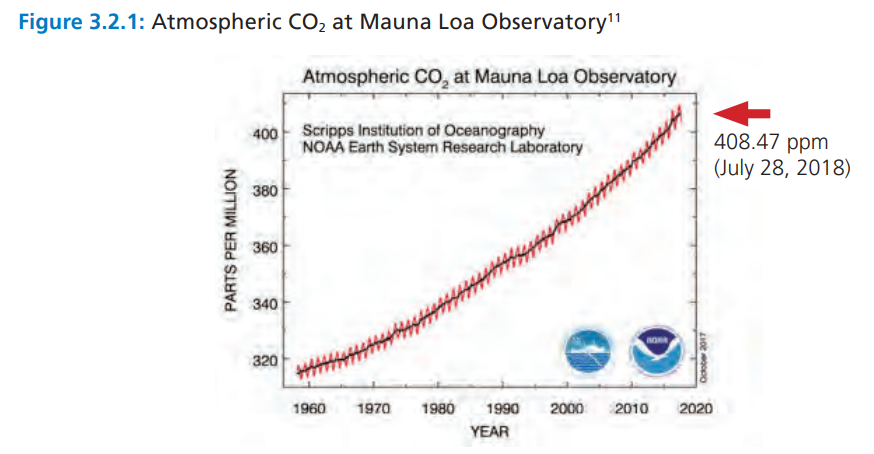 Figure 3.2.1: Atmospheric CO₂ at Mauna Loa Observatory¹¹
Atmospheric CO₂ at Mauna Loa Observatory
Scripps Institution of Oceanography
NOAA Earth System Research Laboratory
408.47 ppm
(July 28, 2018)
PARTS PER MILLION
400
380
360
340
320
NOAA
October 2017
1960 1970 1980 1990 2000 2010 2020
YEAR